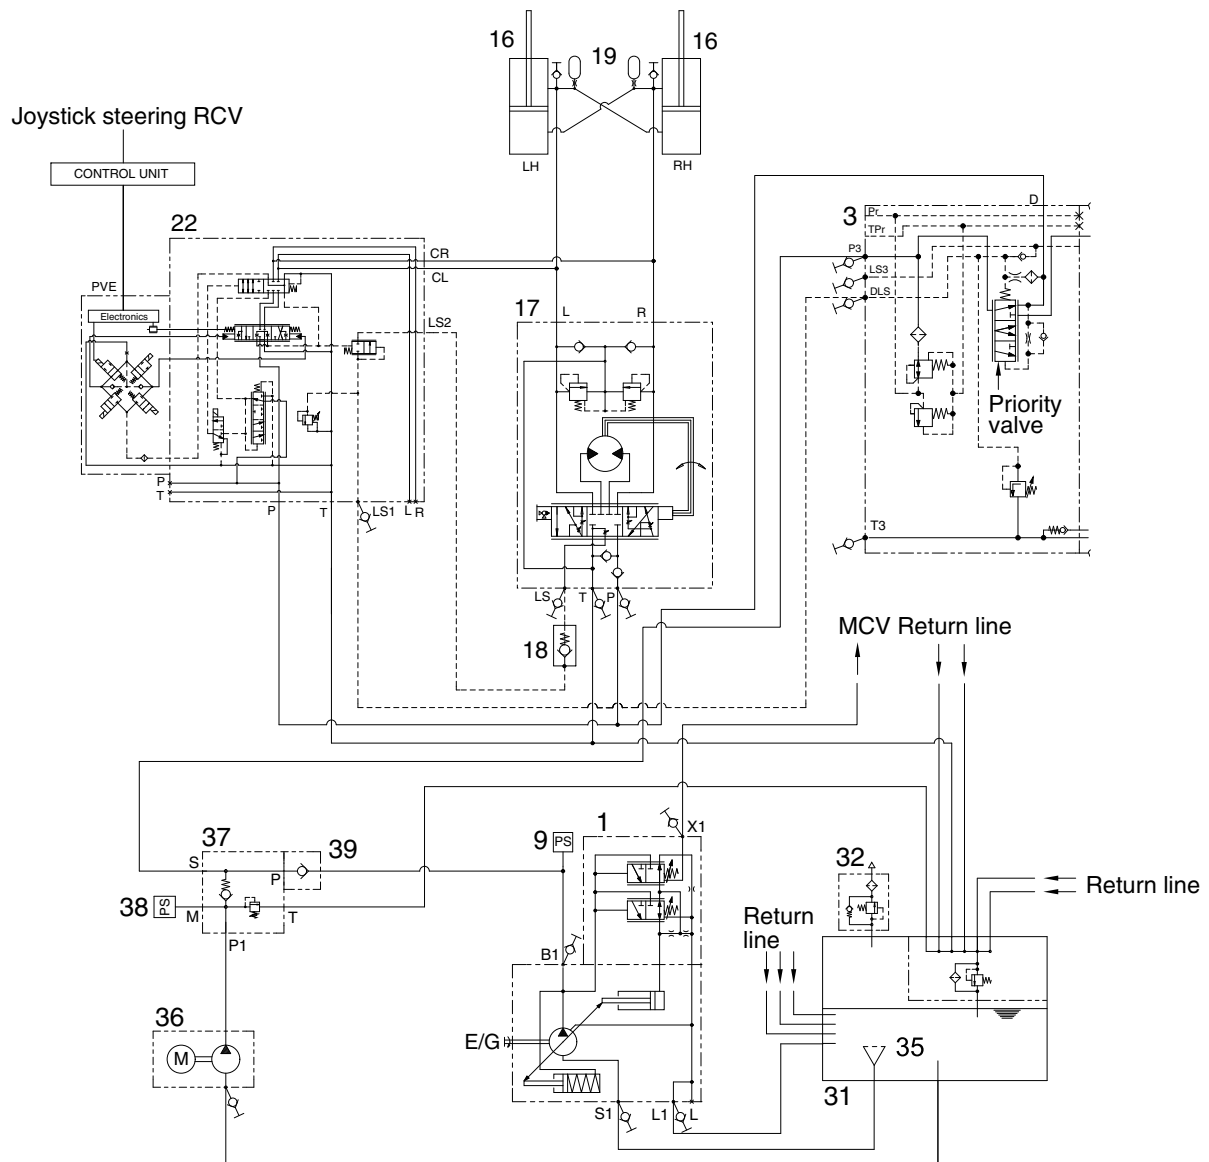 16
19
16
Joystick steering RCV
LH
RH
CONTROL UNIT
D
22
3
Pr
TPr
CR
P3
CL
LS3
PVE
DLS
17
L
R
Electronics
LS2
Priority
valve
P
T
P
T
LS1
L
R
T3
LS
T
P
18
MCV Return line
1
X1
37
39
9
PS
32
S
P
38
PS
M
T
P1
Return line
Return
line
B1
36
M
E/G
35
31
S1
L1
L